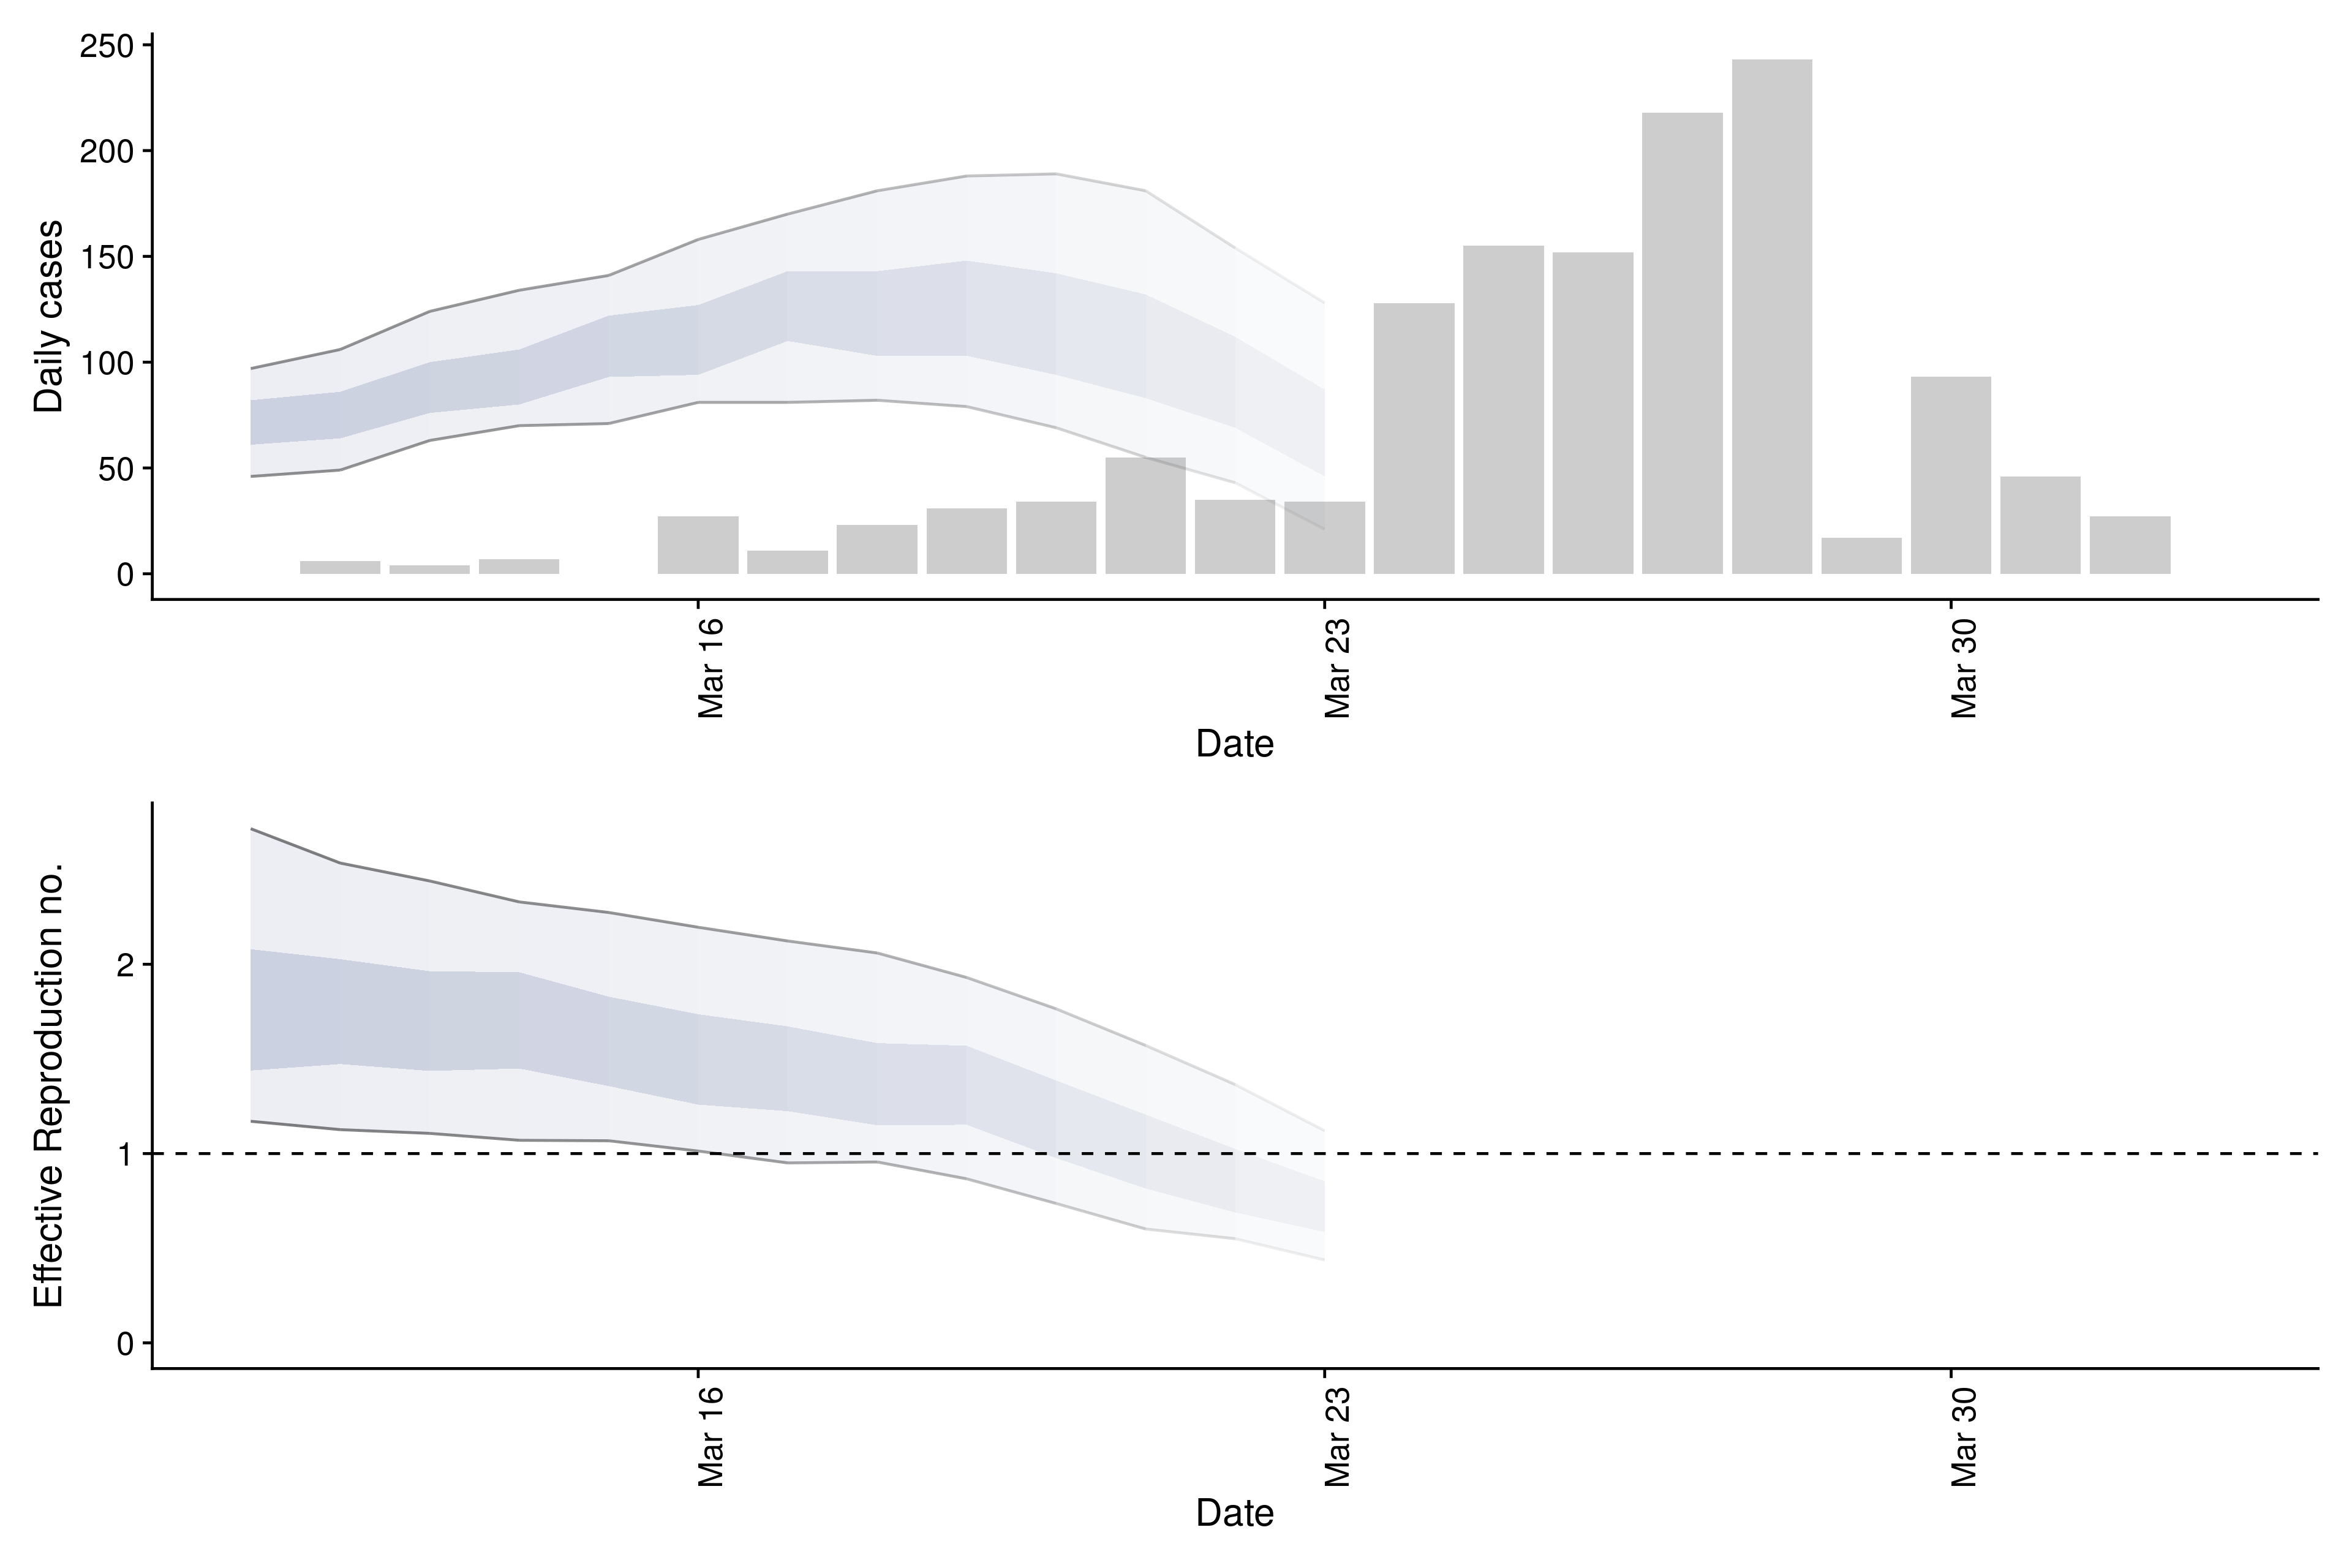 Daily cases
250
200
150
100
50
0
Mar 16
Mar 23
Mar 30
Date
Effective Reproduction no.
2
1
0
Mar 16
Mar 23
Mar 30
Date